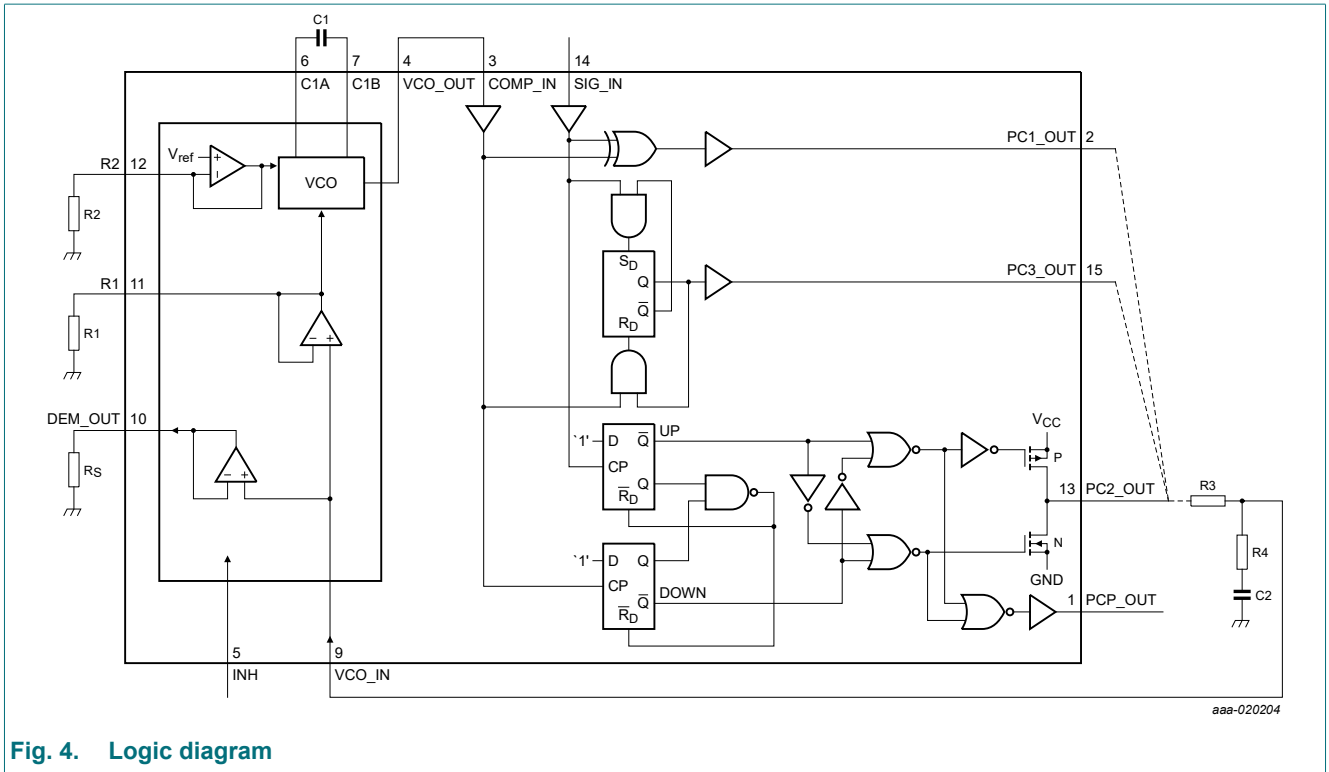 C1
6 7 4 3 14
C1A C1B VCO_OUT COMP_IN SIG_IN
R2 12
Vref
+
−
VCO
R2
PC1_OUT 2
SD
Q
Q
RD
PC3_OUT 15
R1 11
R1
− +
DEM_OUT 10
RS
− +
'1' D Q UP
CP Q
RD
'1' D Q
CP Q DOWN
RD
VCC
P
13 PC2_OUT
R3
N
GND
R4
C2
1 PCP_OUT
5 9
INH VCO_IN
aaa-020204
Fig. 4. Logic diagram